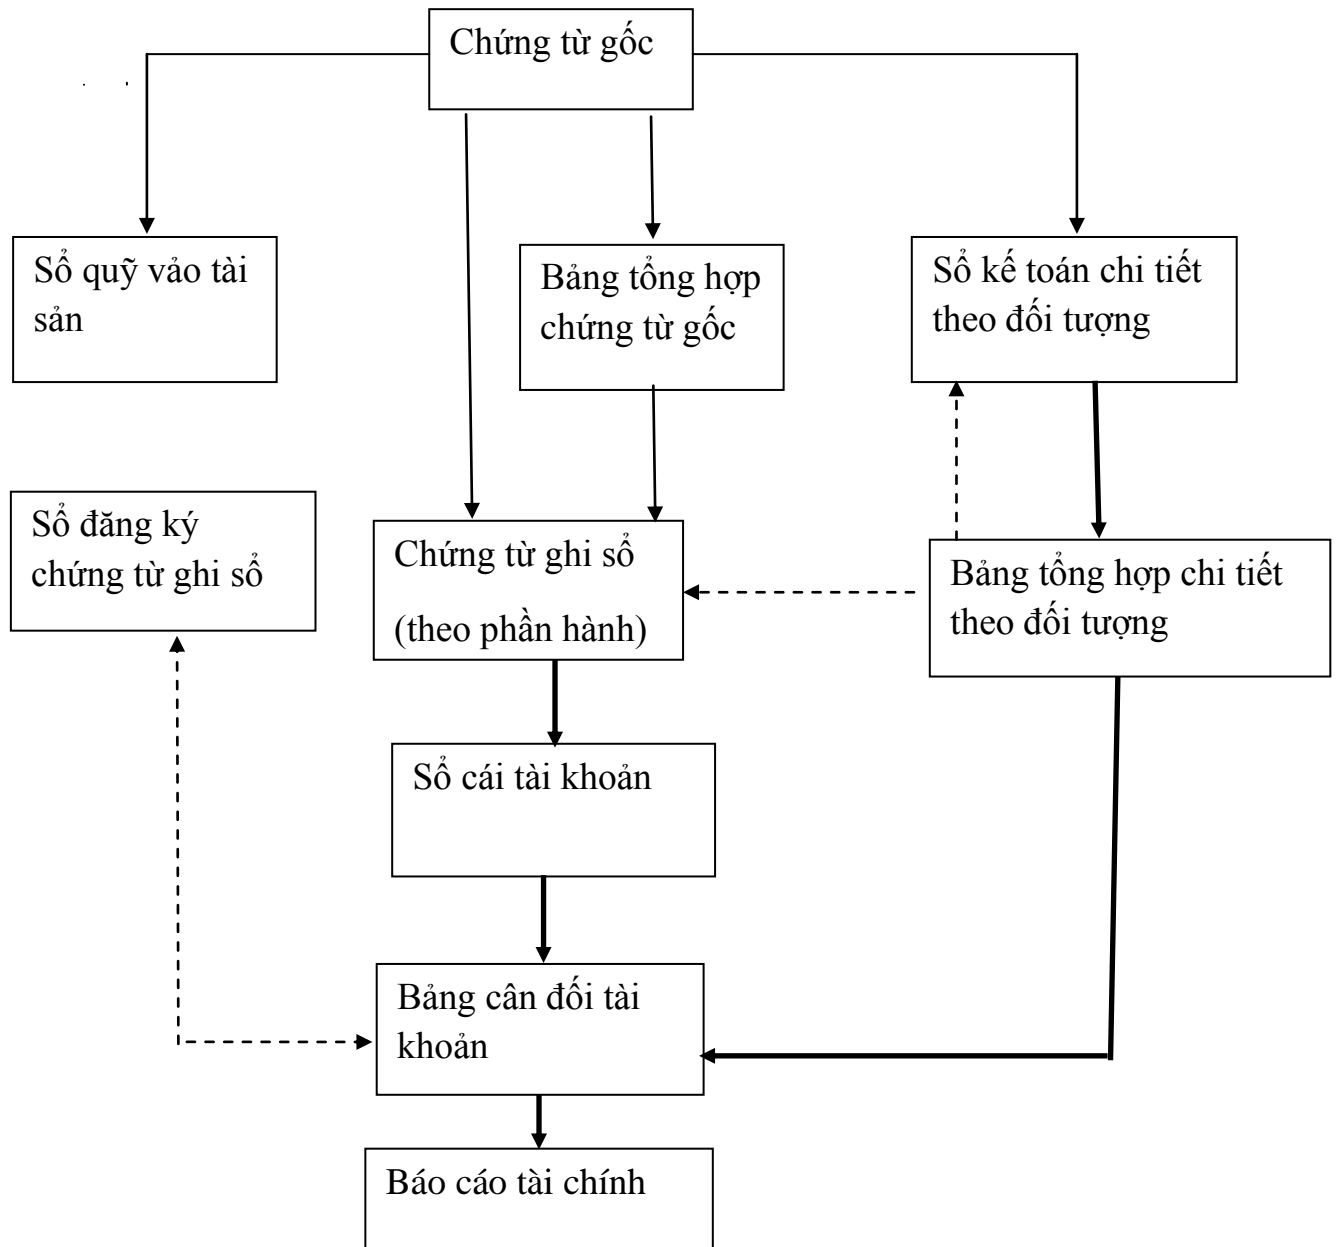 Chứng từ gốc
Sổ quỹ vảo tài
sản
Bảng tổng hợp
chứng từ gốc
Sổ kế toán chi tiết
theo đối tượng
Sổ đăng ký
chứng từ ghi sổ
Chứng từ ghi sổ
(theo phần hành)
Bảng tổng hợp chi tiết
theo đối tượng
Sổ cái tài khoản
Bảng cân đối tài
khoản
Báo cáo tài chính